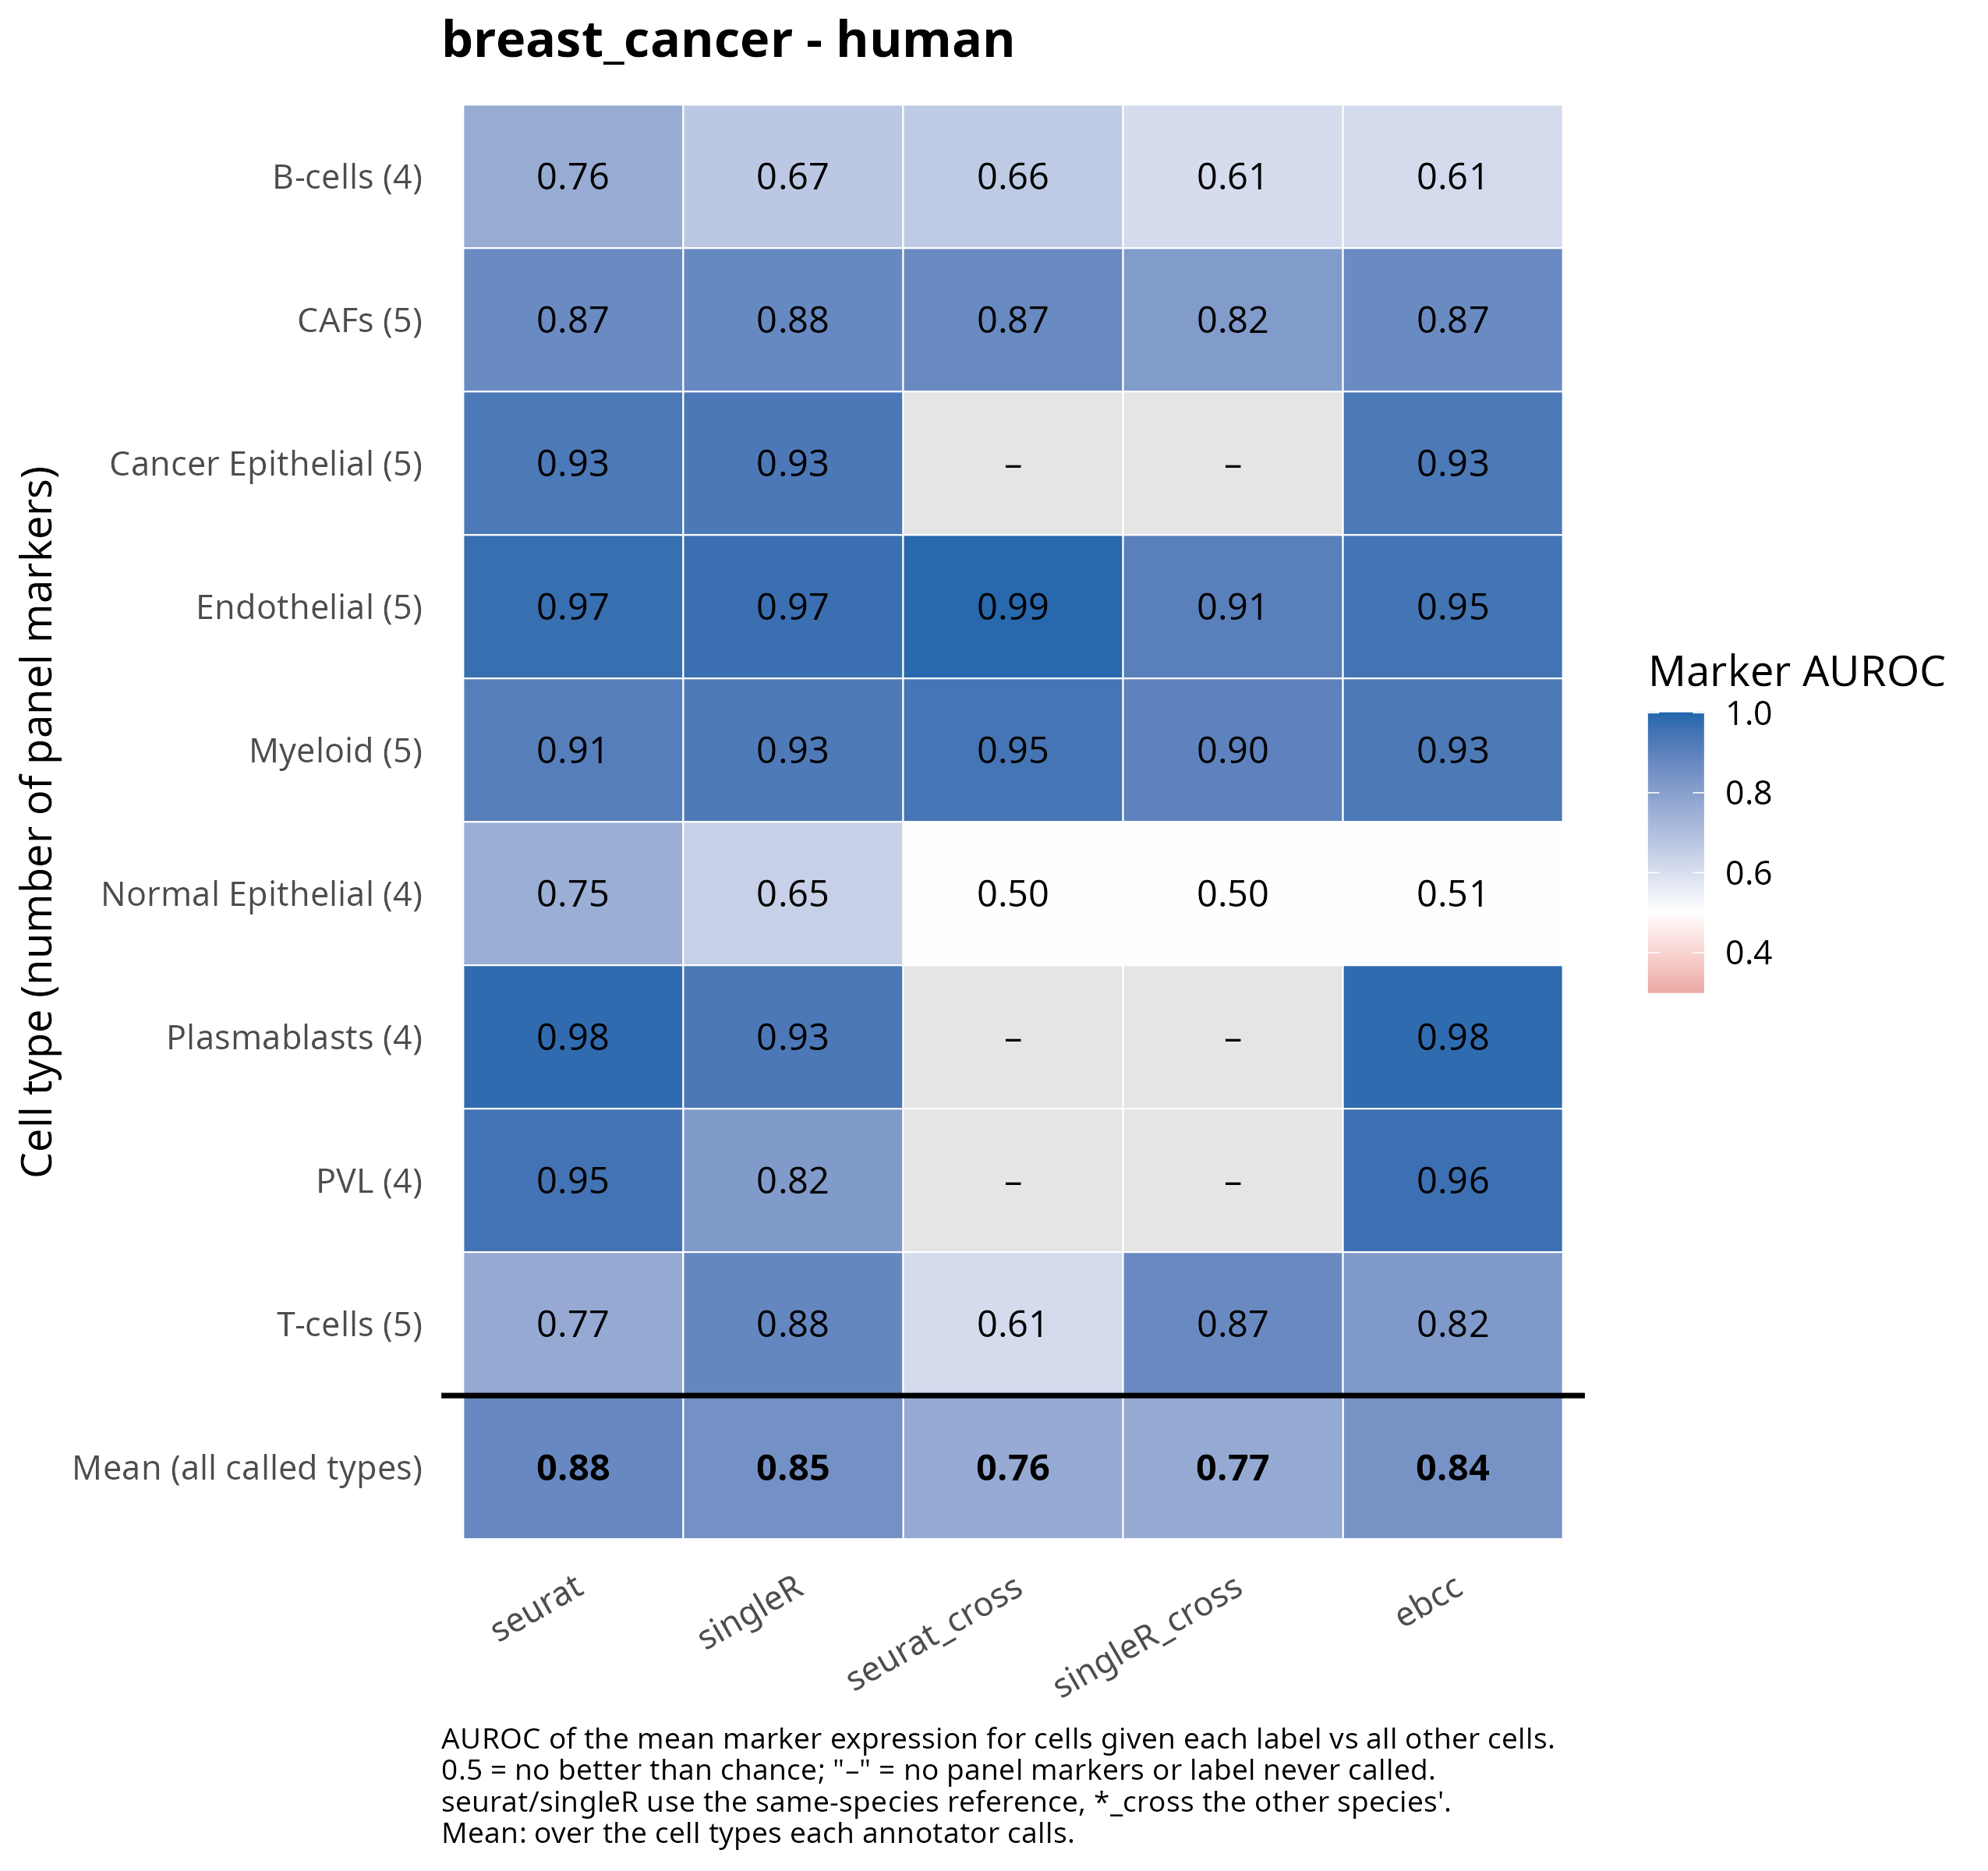 breast_cancer - human
B-cells (4) 0.76 0.67 0.66 0.61 0.61
CAFs (5) 0.87 0.88 0.87 0.82 0.87
Cancer Epithelial (5) 0.93 0.93 – – 0.93
Endothelial (5) 0.97 0.97 0.99 0.91 0.95
Myeloid (5) 0.91 0.93 0.95 0.90 0.93
Normal Epithelial (4) 0.75 0.65 0.50 0.50 0.51
Plasmablasts (4) 0.98 0.93 – – 0.98
PVL (4) 0.95 0.82 – – 0.96
T-cells (5) 0.77 0.88 0.61 0.87 0.82
Mean (all called types) 0.88 0.85 0.76 0.77 0.84
seurat singleR seurat_cross singleR_cross ebcc
Cell type (number of panel markers)
Marker AUROC
1.0
0.8
0.6
0.4
AUROC of the mean marker expression for cells given each label vs all other cells.
0.5 = no better than chance; "–" = no panel markers or label never called.
seurat/singleR use the same-species reference, *_cross the other species'.
Mean: over the cell types each annotator calls.